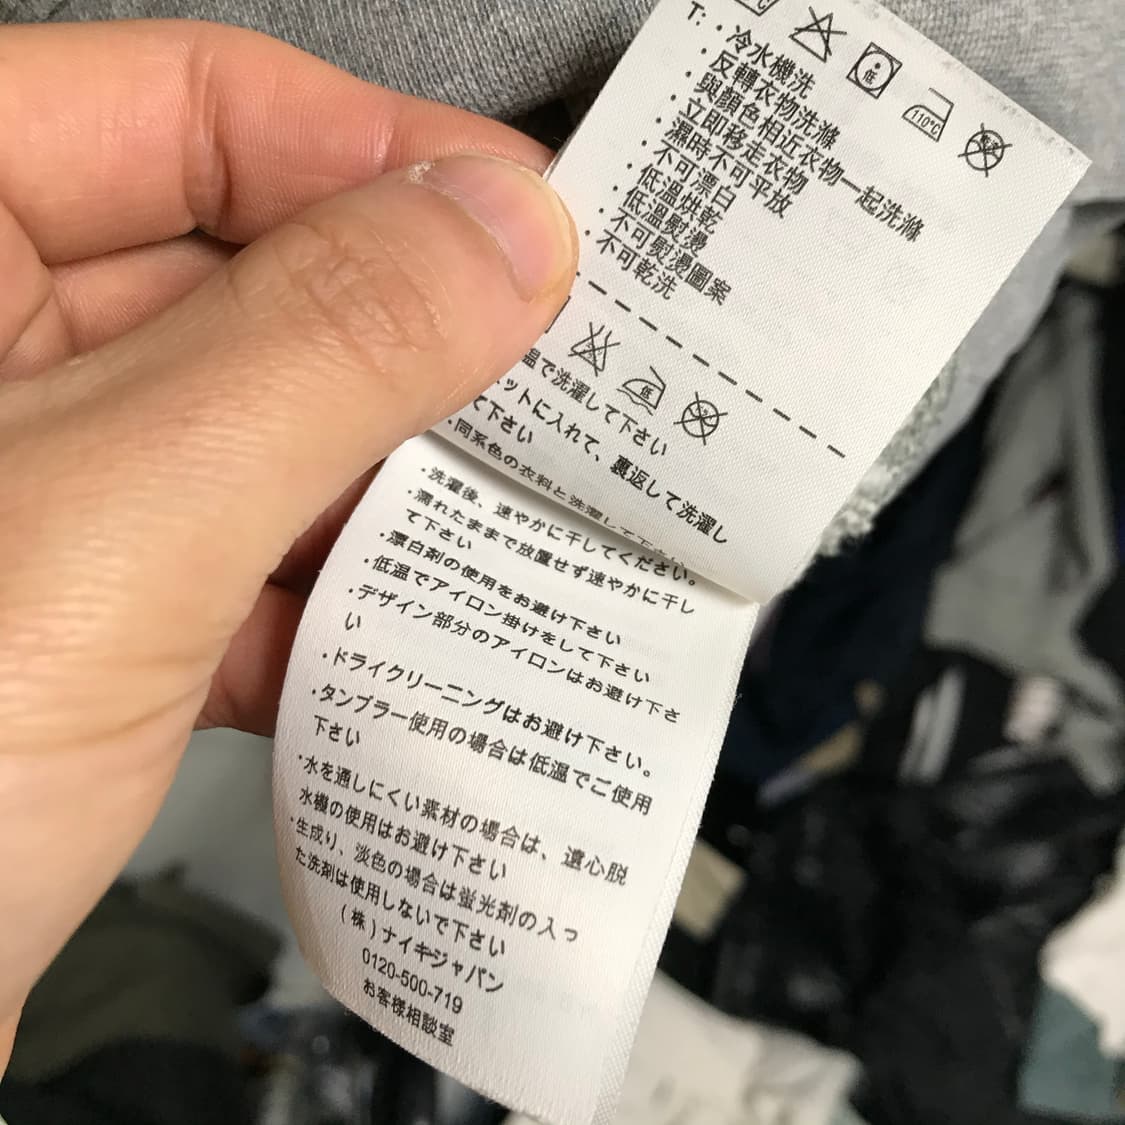 T:
・冷水機洗
・反轉衣物洗滌
・與顏色相近衣物一起洗滌
・立即移走衣物
・濕時不可平放
・不可漂白
・低溫烘乾
・低溫熨燙
・不可熨燙圖案
・不可乾洗
低
110°C
低
温で洗濯して下さい
ットに入れて、裏返して洗濯し
て下さい
・同系色の衣料と洗濯して下さい
・洗濯後、速やかに干してください。
・濡れたままで放置せず速やかに干し
て下さい
・漂白剤の使用をお避け下さい
・低温でアイロン掛けをして下さい
・デザイン部分のアイロンはお避け下さ
い
・ドライクリーニングはお避け下さい。
・タンブラー使用の場合は低温でご使用
下さい
・水を通しにくい素材の場合は、遠心脱
水機の使用はお避け下さい
・生成り、淡色の場合は蛍光剤の入っ
た洗剤は使用しないで下さい
(株)ナイキジャパン
0120-500-719
お客様相談室